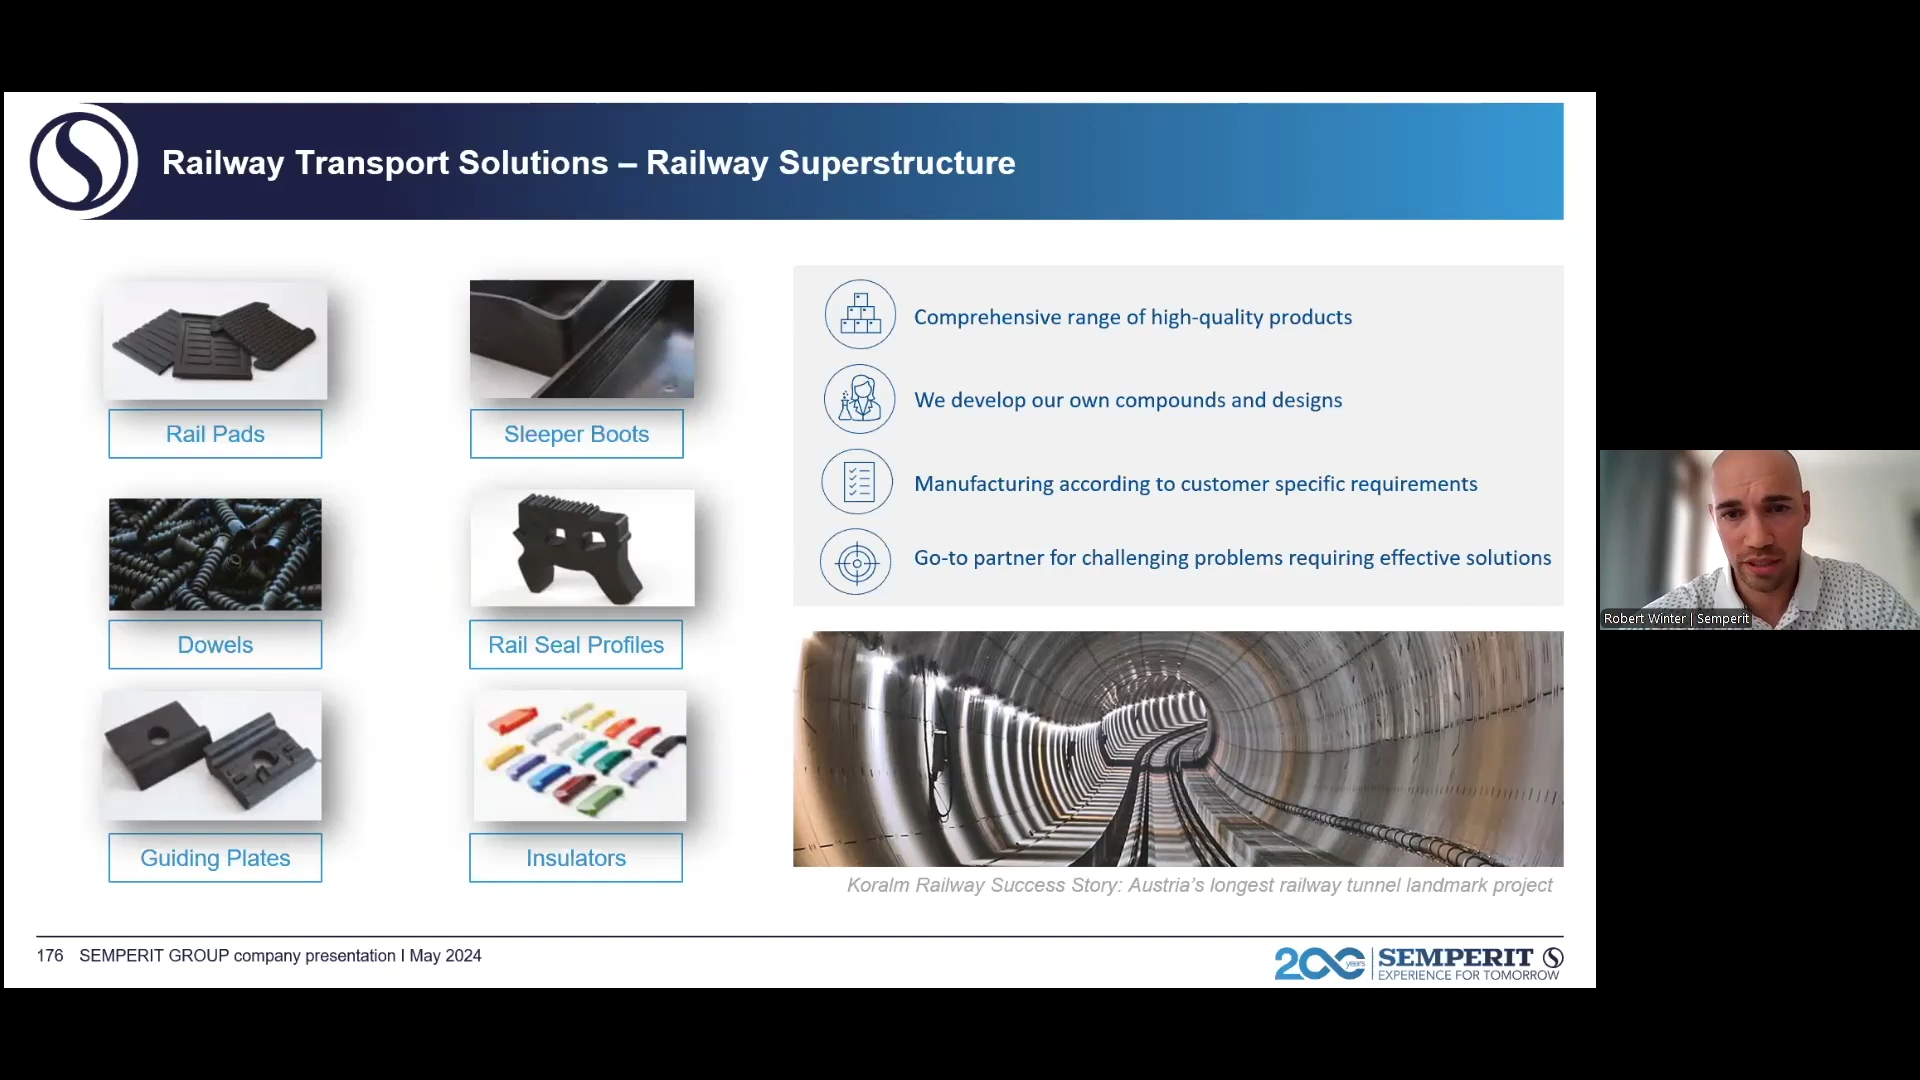 Railway Transport Solutions – Railway Superstructure
Rail Pads
Sleeper Boots
Dowels
Rail Seal Profiles
Guiding Plates
Insulators
Comprehensive range of high-quality products
We develop our own compounds and designs
Manufacturing according to customer specific requirements
Go-to partner for challenging problems requiring effective solutions
Koralm Railway Success Story: Austria's longest railway tunnel landmark project
Robert Winter | Semperit
176 SEMPERIT GROUP company presentation I May 2024
200 years
SEMPERIT
EXPERIENCE FOR TOMORROW